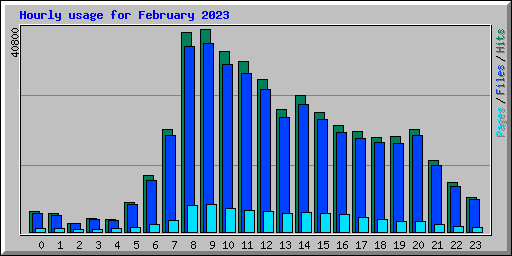 Hourly usage for February 2023
40800
Pages / Files / Hits
0 1 2 3 4 5 6 7 8 9 10 11 12 13 14 15 16 17 18 19 20 21 22 23